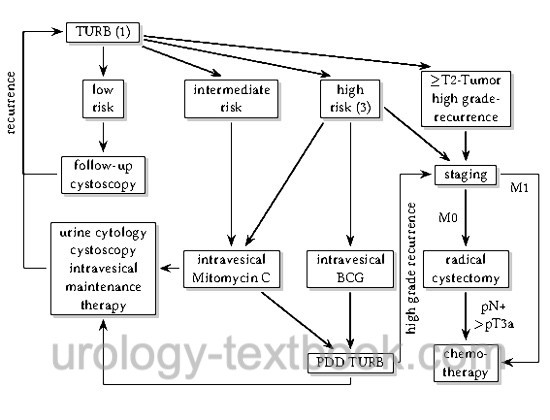 TURB (1)
recurrence
low
risk
intermediate
risk
high
risk (3)
≥T2-Tumor
high grade-
recurrence
follow-up
cystoscopy
staging
M1
M0
urine cytology
cystoscopy
intravesical
maintenance
therapy
intravesical
Mitomycin C
intravesical
BCG
high grade recurrence
radical
cystectomy
pN+
>pT3a
urology-textbook.com
PDD TURB
chemo-
therapy